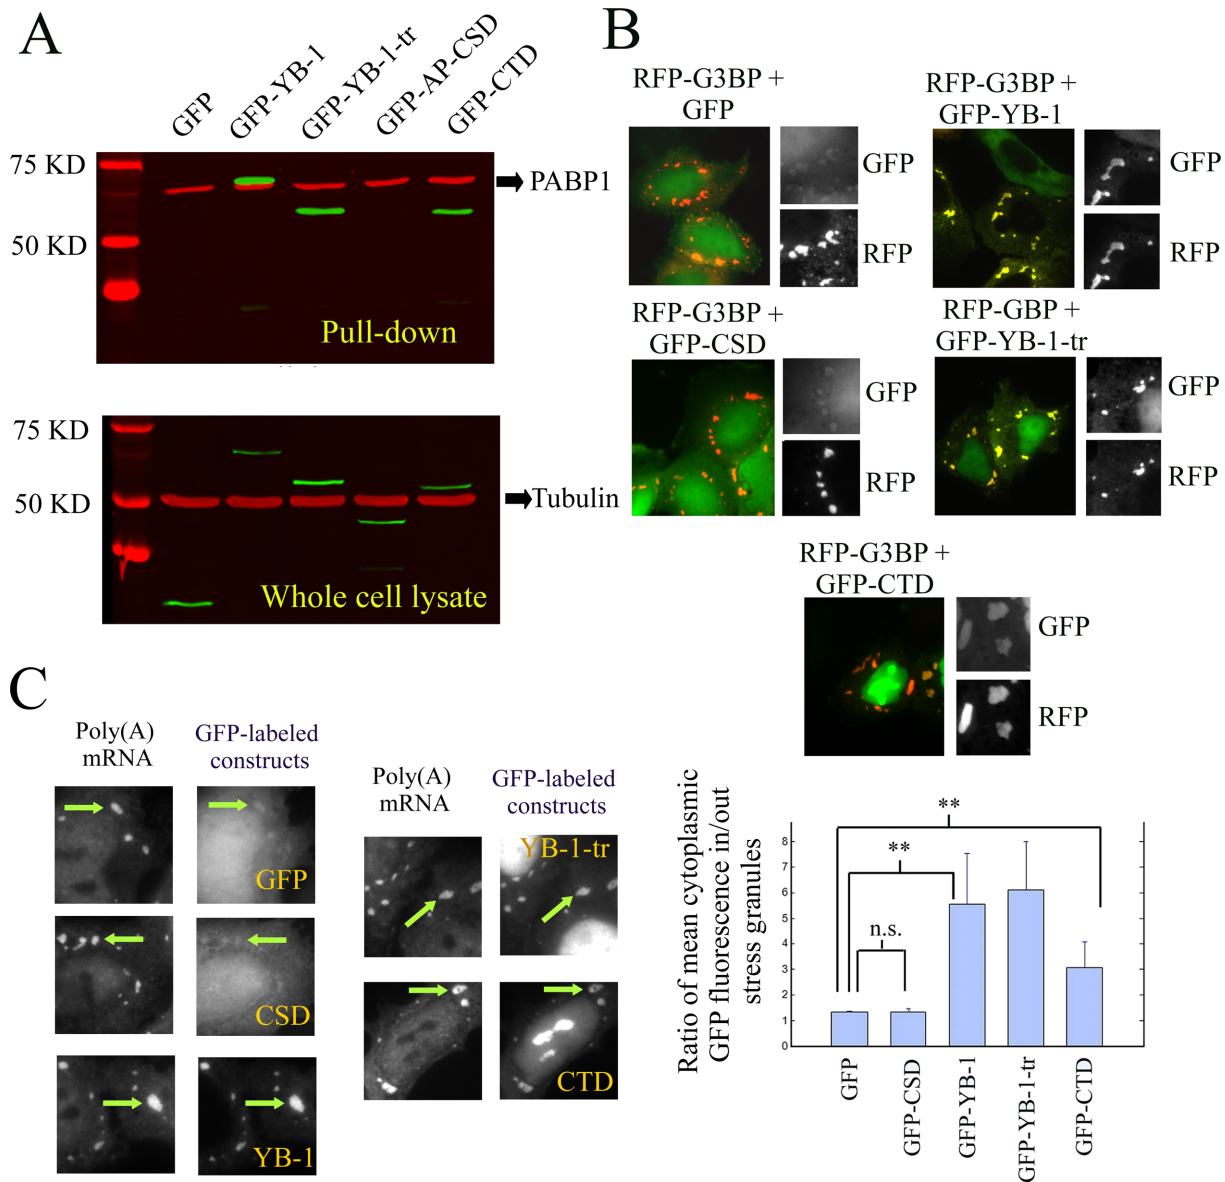 A
GFP
GFP-YB-1
GFP-YB-1-tr
GFP-AP-CSD
GFP-CTD
75 KD
50 KD
PABP1
Pull-down
75 KD
50 KD
Tubulin
Whole cell lysate
B
RFP-G3BP +
GFP
GFP
RFP
RFP-G3BP +
GFP-YB-1
GFP
RFP
RFP-G3BP +
GFP-CSD
GFP
RFP
RFP-GBP +
GFP-YB-1-tr
GFP
RFP
RFP-G3BP +
GFP-CTD
GFP
RFP
C
Poly(A)
mRNA
GFP-labeled
constructs
GFP
CSD
YB-1
Poly(A)
mRNA
GFP-labeled
constructs
YB-1-tr
CTD
Ratio of mean cytoplasmic
GFP fluorescence in/out
stress granules
8
7
6
5
4
3
2
1
0
**
**
n.s.
GFP
GFP-CSD
GFP-YB-1
GFP-YB-1-tr
GFP-CTD